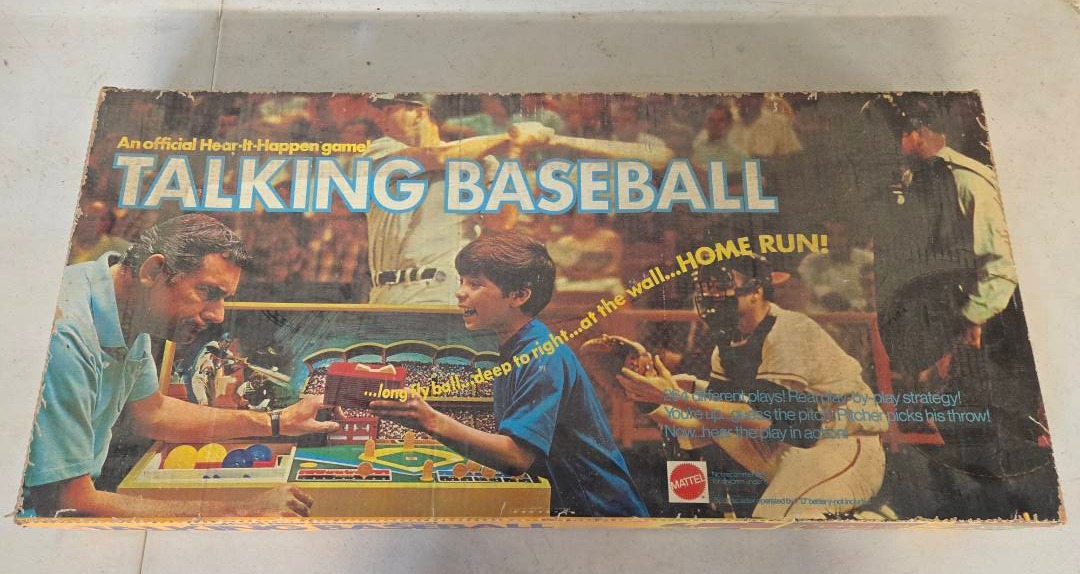 An official Hear-It-Happen game!
TALKING BASEBALL
...long fly ball...deep to right...at the wall...HOME RUN!
364 different plays! Real play-by-play strategy!
You're up...guess the pitch! Pitcher picks his throw!
Now...hear the play in action!
MATTEL
BASEBALL